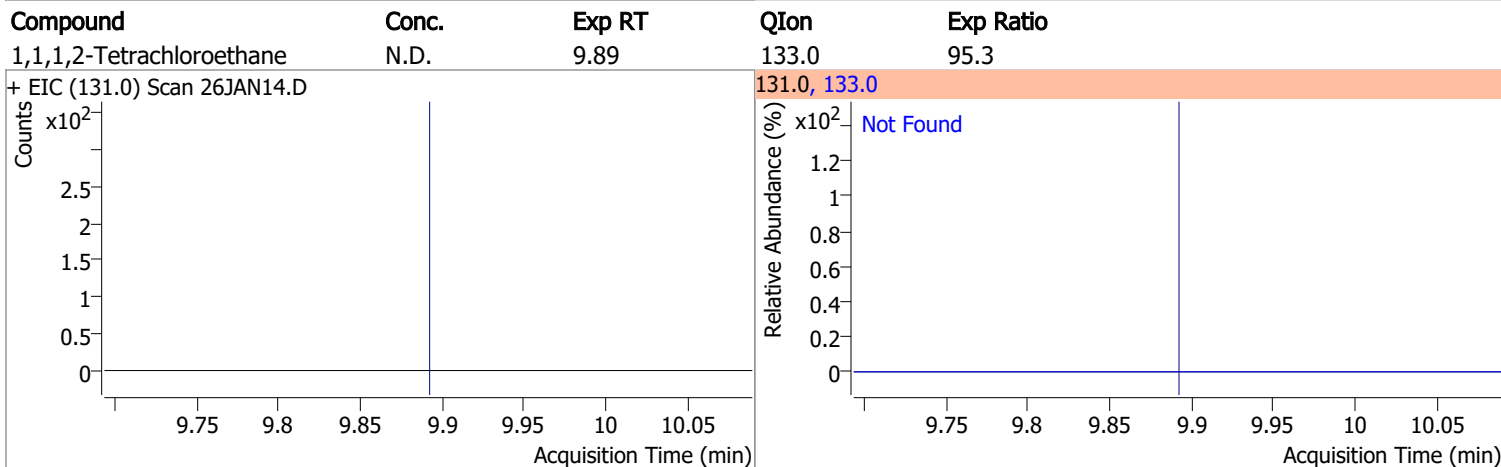 Compound Conc. Exp RT QIon Exp Ratio
1,1,1,2-Tetrachloroethane N.D. 9.89 133.0 95.3
+ EIC (131.0) Scan 26JAN14.D
Counts
x102
2.5
2
1.5
1
0.5
0
9.75 9.8 9.85 9.9 9.95 10 10.05
Acquisition Time (min)
131.0, 133.0
Relative Abundance (%)
x102
Not Found
1.2
1
0.8
0.6
0.4
0.2
0
9.75 9.8 9.85 9.9 9.95 10 10.05
Acquisition Time (min)